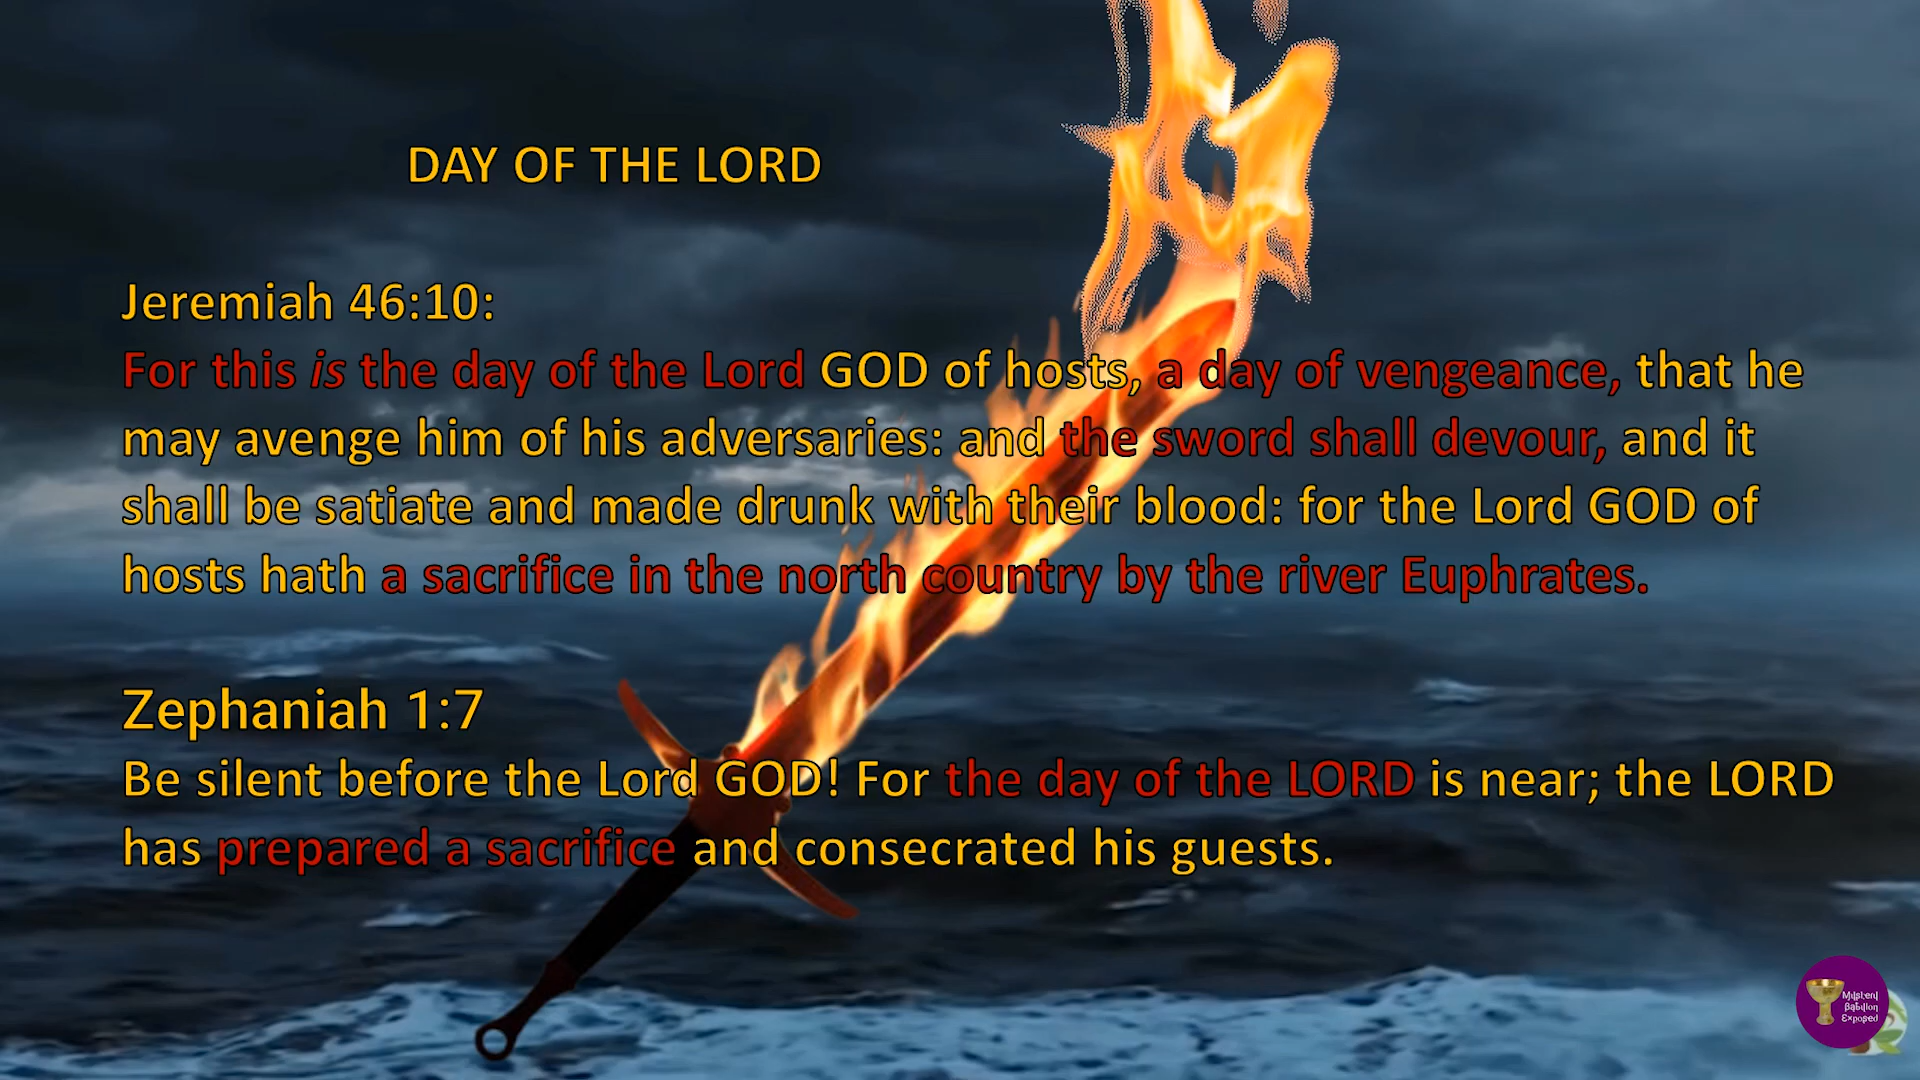 DAY OF THE LORD
Jeremiah 46:10:
For this is the day of the Lord GOD of hosts, a day of vengeance, that he
may avenge him of his adversaries: and the sword shall devour, and it
shall be satiate and made drunk with their blood: for the Lord GOD of
hosts hath a sacrifice in the north country by the river Euphrates.
Zephaniah 1:7
Be silent before the Lord GOD! For the day of the LORD is near; the LORD
has prepared a sacrifice and consecrated his guests.
Mystery
Babylon
Exposed